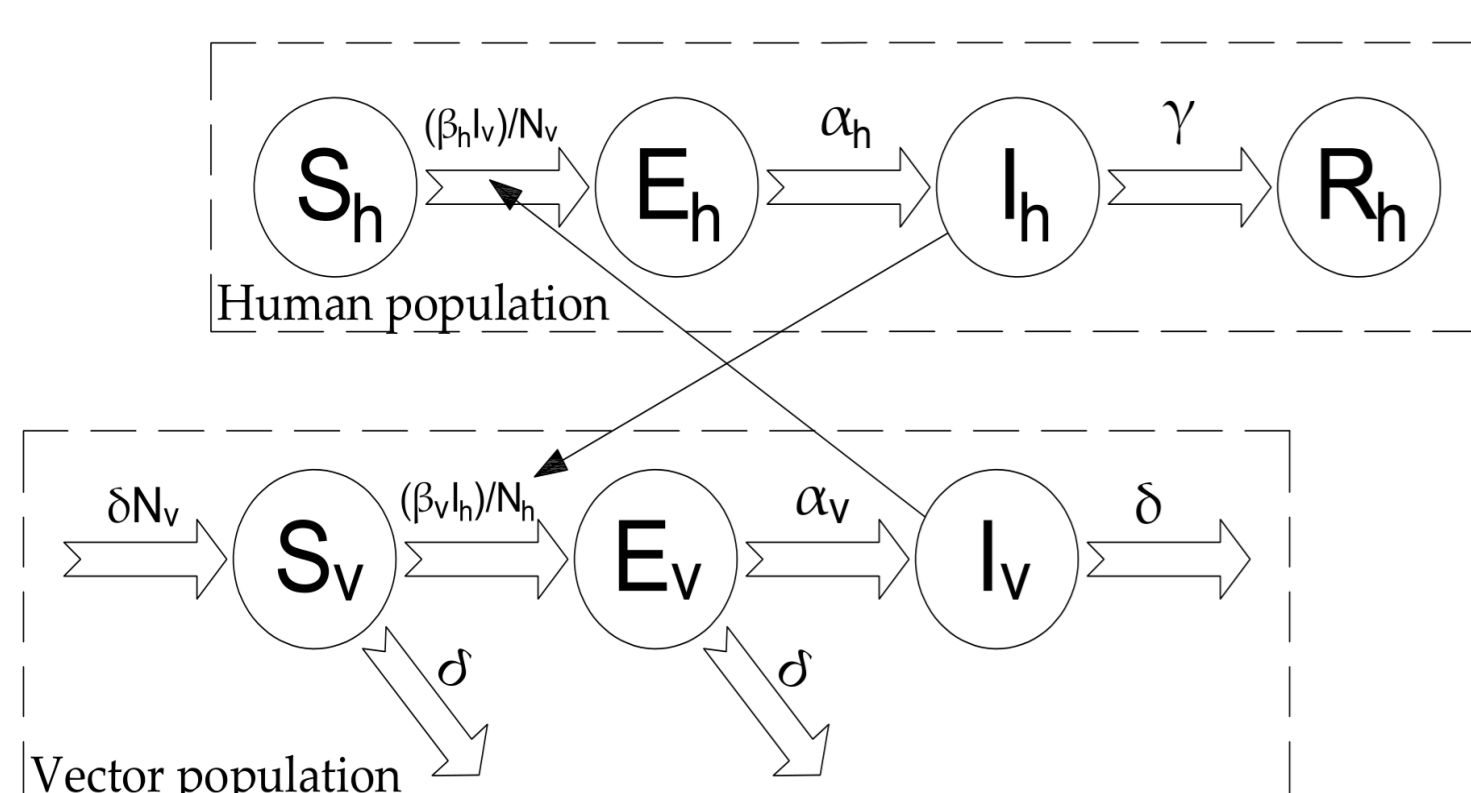 (βhIv)/Nv αh γ
Sh Eh Ih Rh
Human population
δNv (βvIh)/Nh αv δ
Sv Ev Iv
δ δ
Vector population